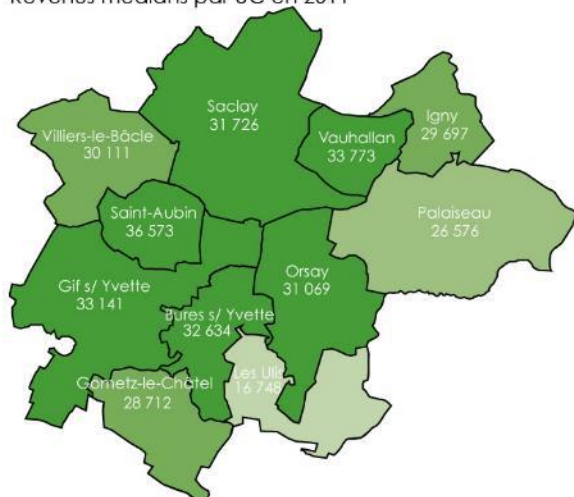 Revenus médians par UC en 2011
Saclay
31 726
Igny
29 697
Vauhallan
33 773
Villiers-le-Bâcle
30 111
Saint-Aubin
36 573
Palaiseau
26 576
Gif s/ Yvette
33 141
Orsay
31 069
Bures s/ Yvette
32 634
Les Ulis
16 748
Gometz-le-Châtel
28 712